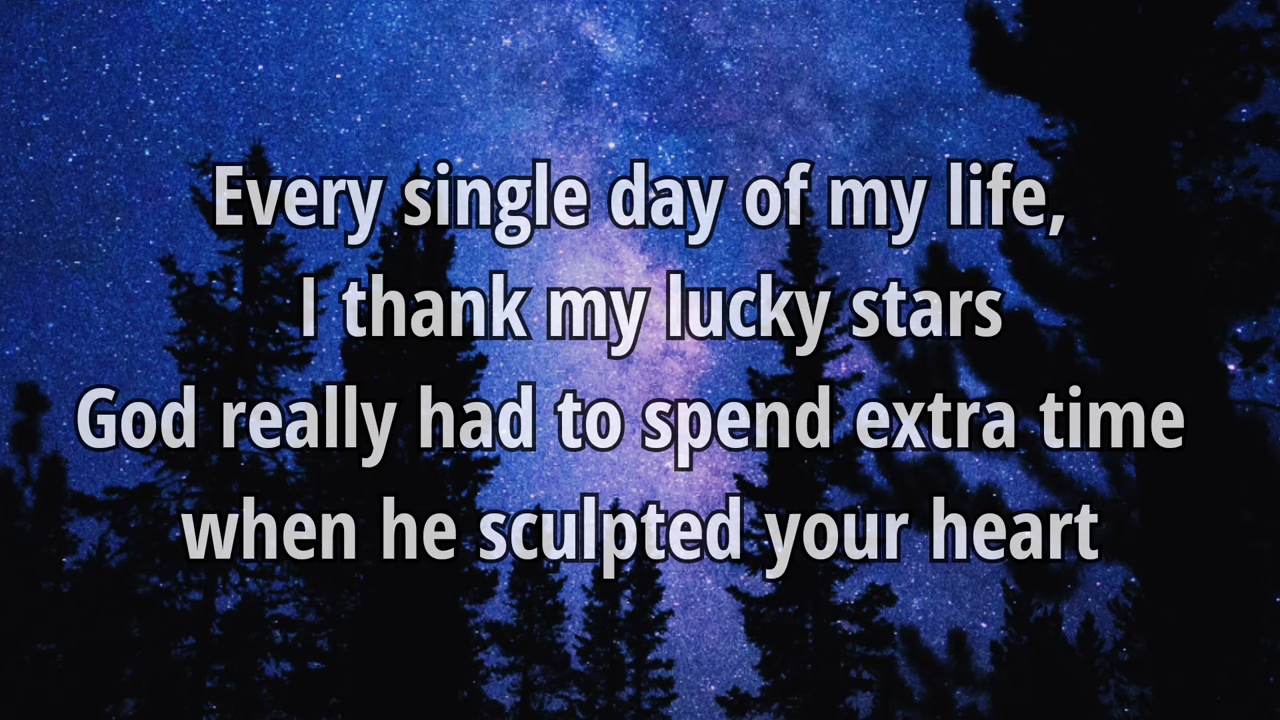 Every single day of my life,
I thank my lucky stars
God really had to spend extra time
when he sculpted your heart